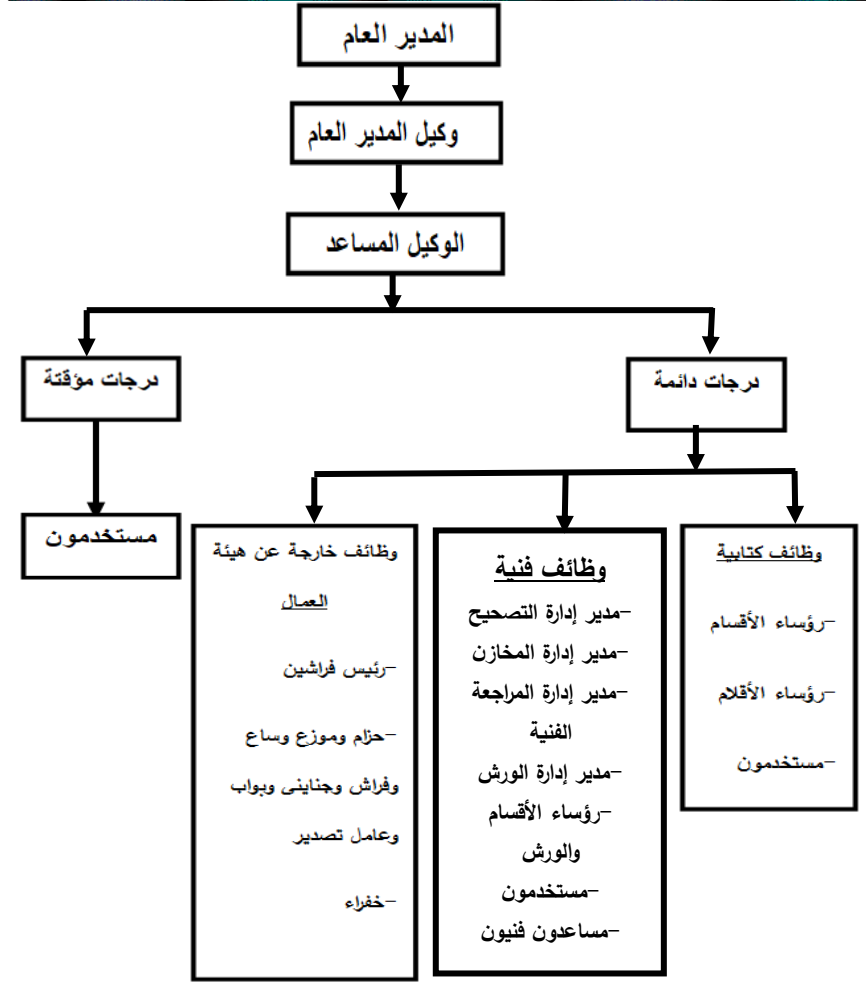 المدير العام
وكيل المدير العام
الوكيل المساعد
درجات دائمة
درجات مؤقتة
وظائف كتابية
-رؤساء الأقسام
-رؤساء الأقلام
-مستخدمون
وظائف فنية
-مدير إدارة التصحيح
-مدير إدارة المخازن
-مدير إدارة المراجعة
الفنية
-مدير إدارة الورش
-رؤساء الأقسام
والورش
-مستخدمون
-مساعدون فنيون
وظائف خارجة عن هيئة
العمال
-رئيس فراشين
-حزام وموزع وساع
وفراش وجناينى وبواب
وعامل تصدير
-خفراء
مستخدمون